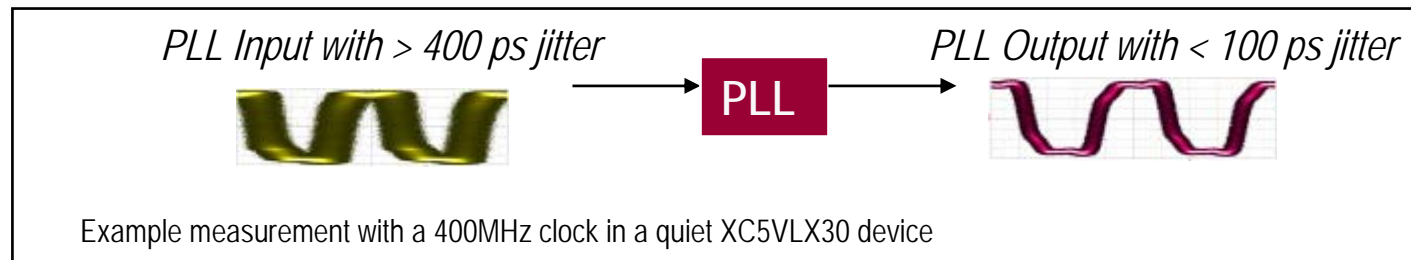 PLL Input with > 400 ps jitter
PLL Output with < 100 ps jitter
PLL
Example measurement with a 400MHz clock in a quiet XC5VLX30 device